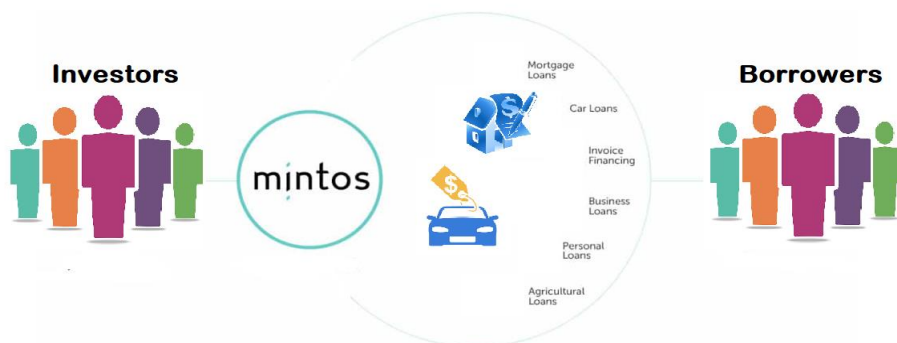 Investors
mintos
Mortgage
Loans
Car Loans
Invoice
Financing
Business
Loans
Personal
Loans
Agricultural
Loans
Borrowers
$
$